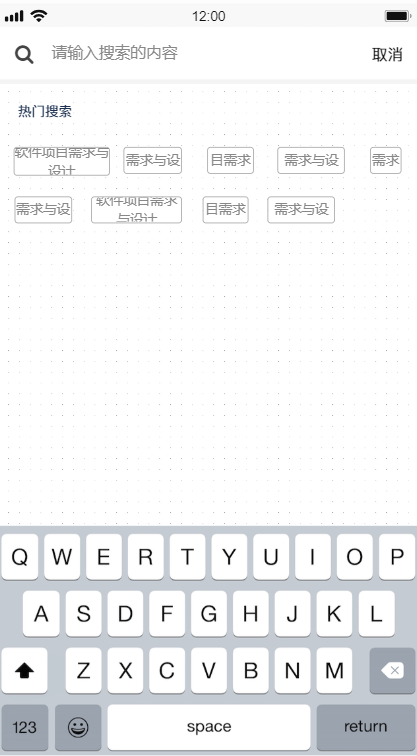 12:00
请输入搜索的内容 取消
热门搜索
软件项目需求与设计 需求与设 目需求 需求与设 需求
需求与设 软件项目需求与设计 目需求 需求与设
Q W E R T Y U I O P
A S D F G H J K L
Z X C V B N M
123 space return